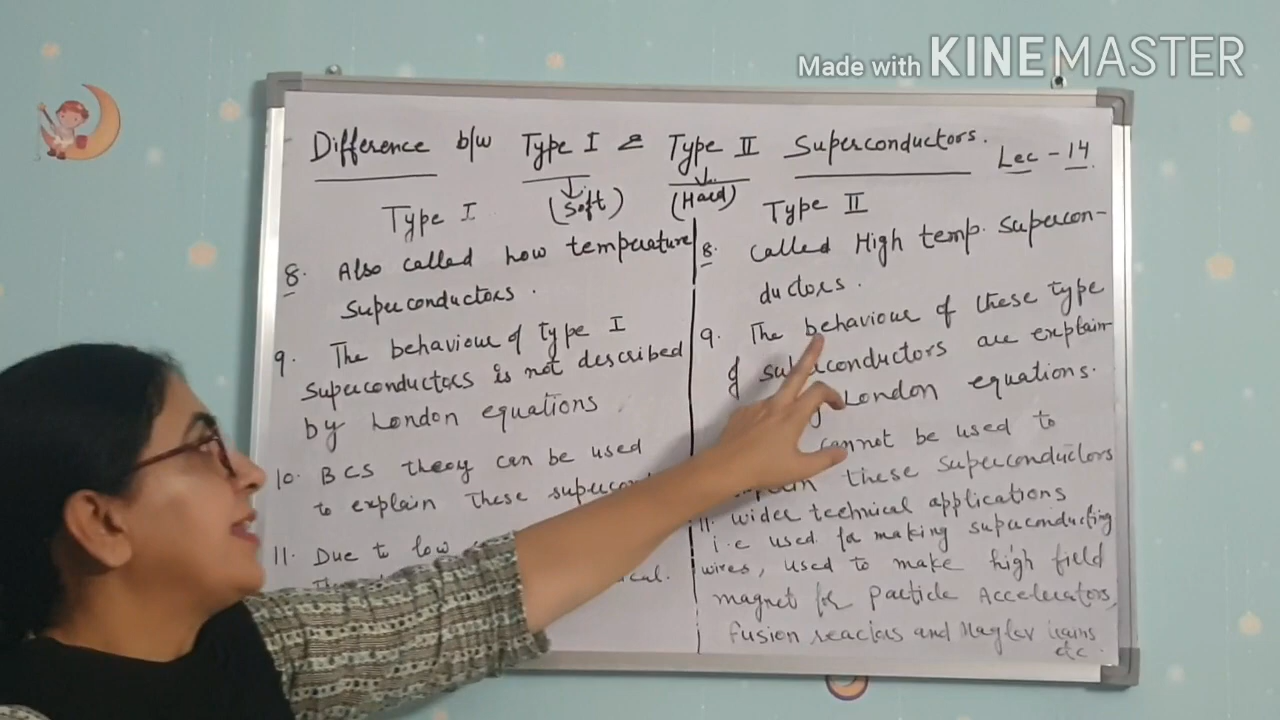 Made with KINEMASTER
Difference b/w Type I & Type II Superconductors. Lec - 14
(Soft) (Hard)
Type I
8. Also called Low temperature
Superconductors.
9. The behaviour of type I
Superconductors is not described
by London equations
10. BCS theory can be used
to explain these
11. Due to low
Type II
8. Called High temp. supercon-
ductors.
9. The behaviour of these type
of superconductors are explain
London equations.
cannot be used to
these superconductors
11. wider technical applications
i.e used for making superconducting
wires, used to make high field
magnet for Particle Accelerators,
fusion reactors and Maglev trains
etc.